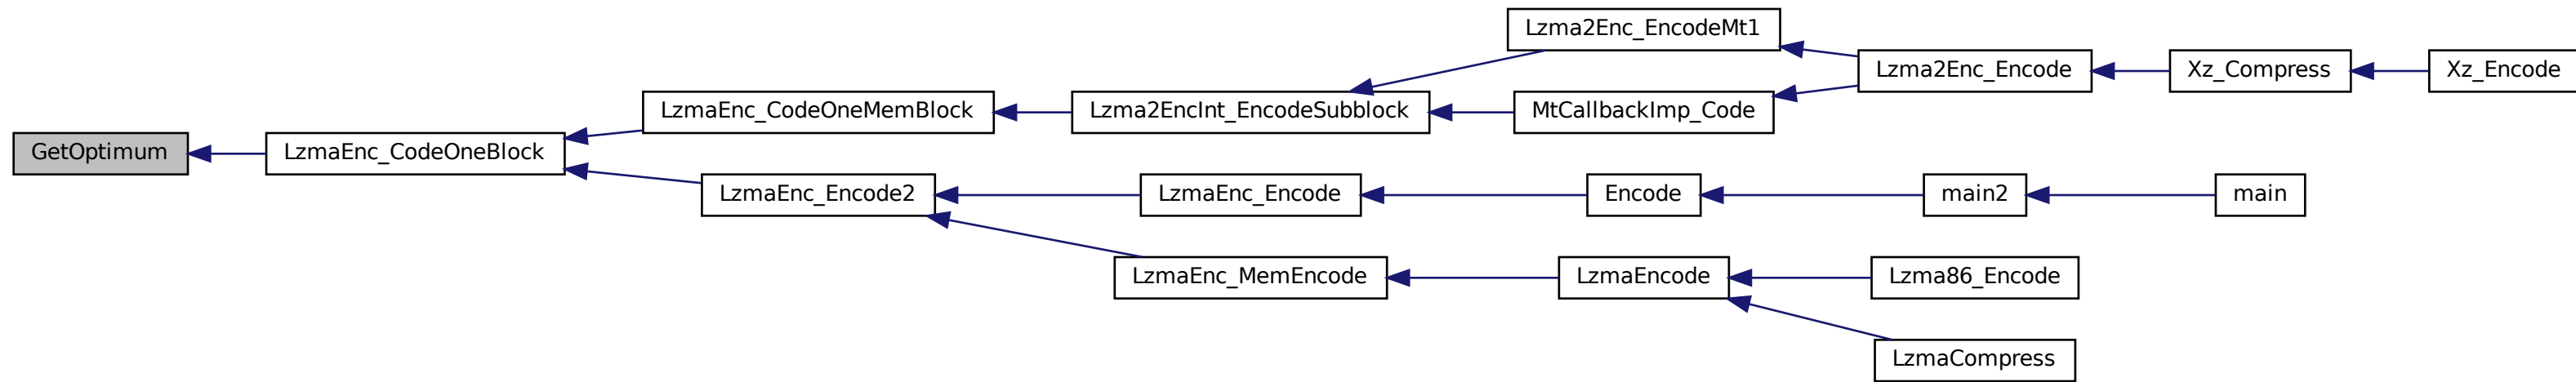 Lzma2Enc_EncodeMt1
Lzma2Enc_Encode
Xz_Compress
Xz_Encode
LzmaEnc_CodeOneMemBlock
Lzma2EncInt_EncodeSubblock
MtCallbackImp_Code
GetOptimum
LzmaEnc_CodeOneBlock
LzmaEnc_Encode2
LzmaEnc_Encode
Encode
main2
main
LzmaEnc_MemEncode
LzmaEncode
Lzma86_Encode
LzmaCompress